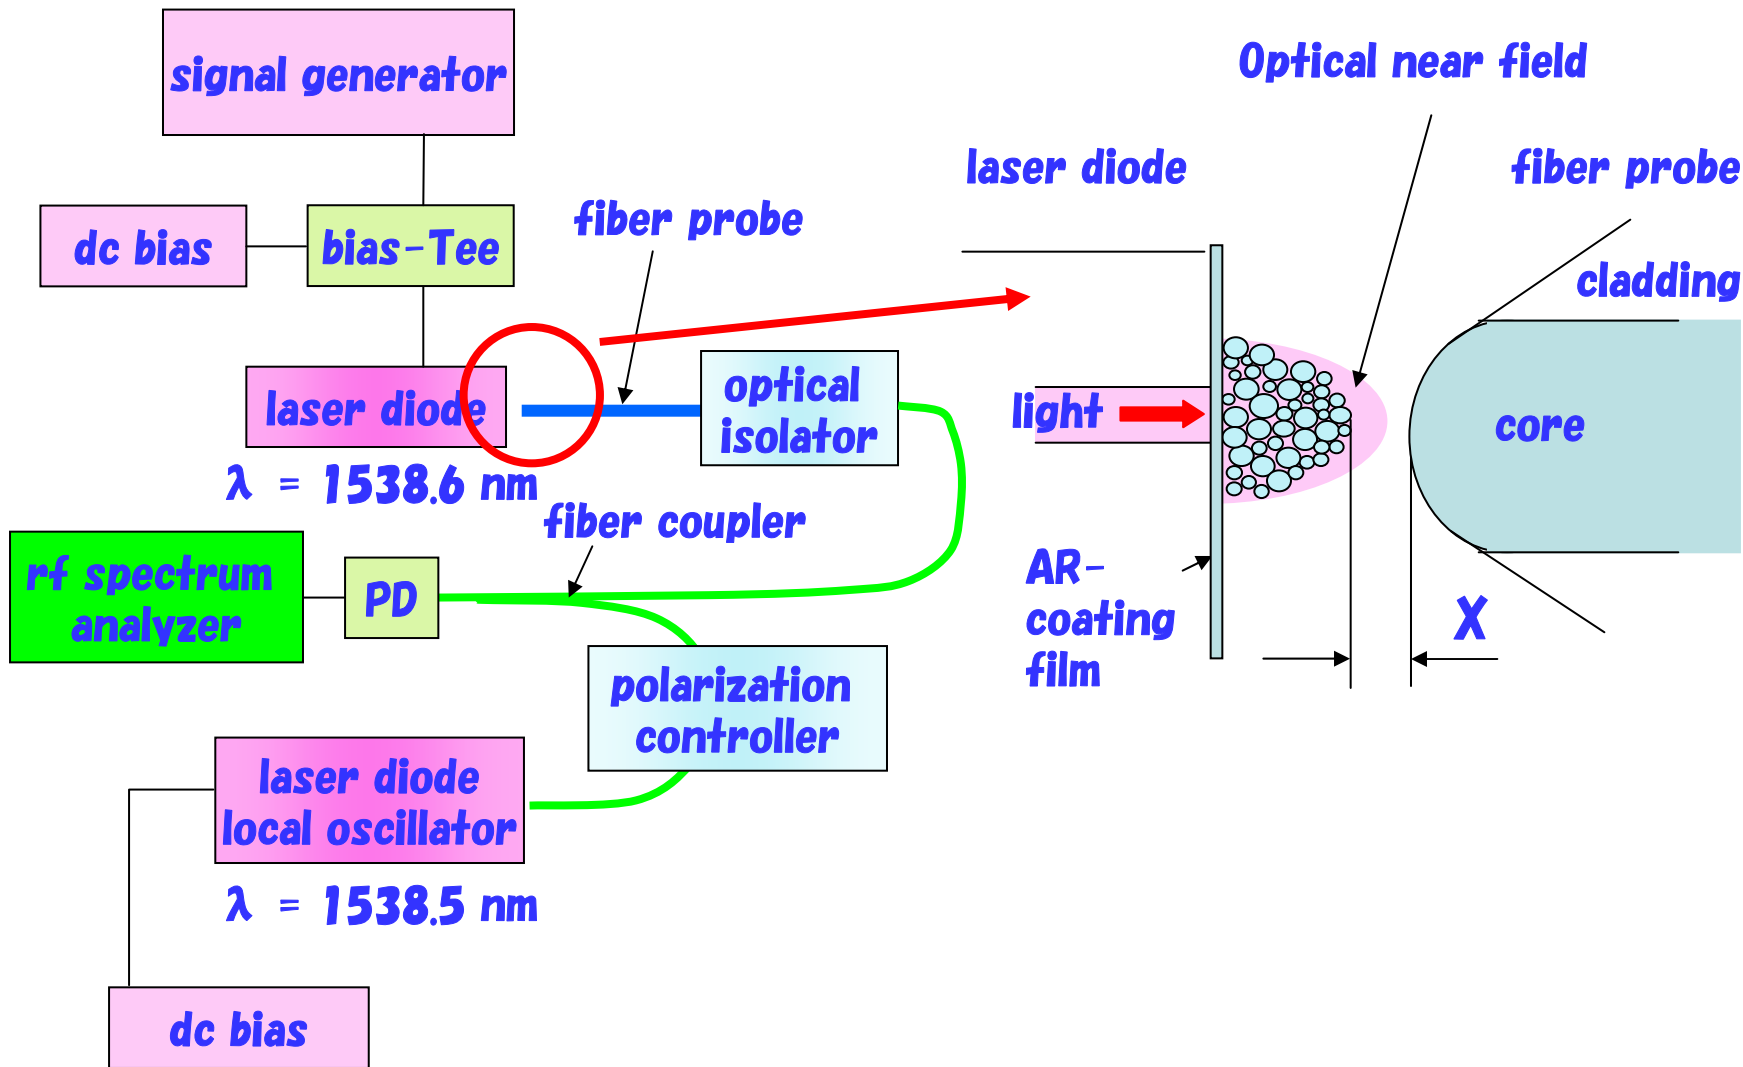 signal generator
dc bias
bias-Tee
fiber probe
laser diode
optical
isolator
λ = 1538.6 nm
fiber coupler
rf spectrum
analyzer
PD
polarization
controller
laser diode
local oscillator
λ = 1538.5 nm
dc bias
Optical near field
laser diode
fiber probe
cladding
light
core
AR-
coating
film
X